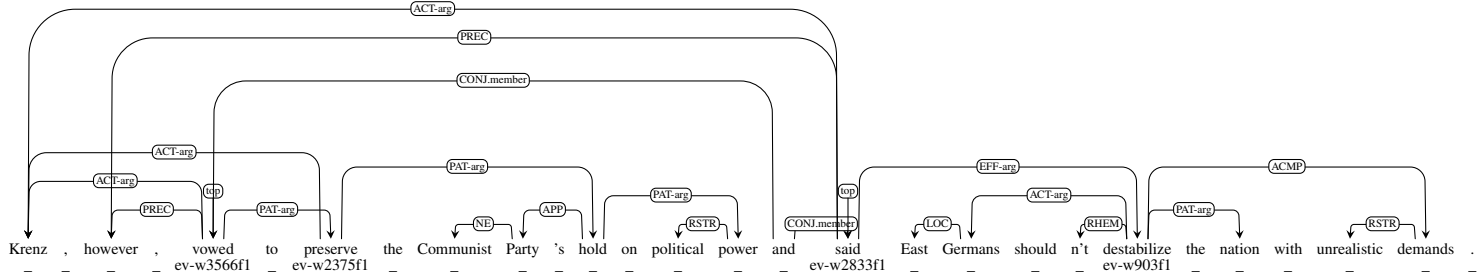 ACT-arg
PREC
CONJ.member
ACT-arg PAT-arg EFF-arg ACMP
ACT-arg top PAT-arg top ACT-arg
PREC PAT-arg NE APP RSTR CONJ.member LOC RHEM PAT-arg RSTR
Krenz , however , vowed to preserve the Communist Party 's hold on political power and said East Germans should n't destabilize the nation with unrealistic demands .
_ _ _ _ ev-w3566f1 _ ev-w2375f1 _ _ _ _ _ _ _ _ _ ev-w2833f1 _ _ _ _ ev-w903f1 _ _ _ _ _ _